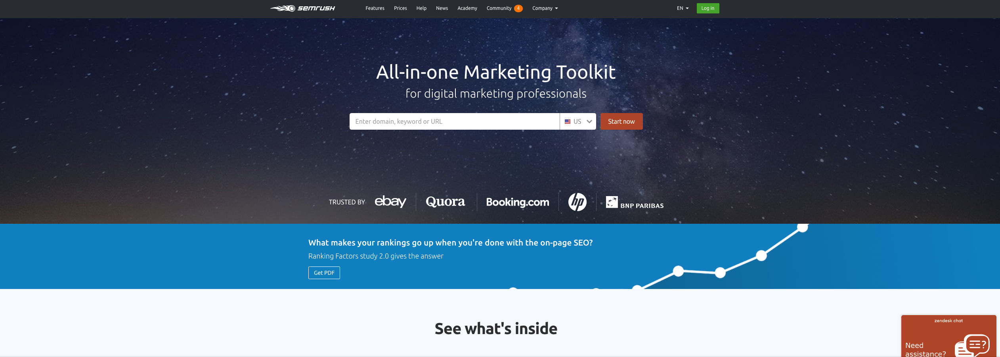 semrush
Features Prices Help News Academy Community 4 Company
EN Log in
All-in-one Marketing Toolkit
for digital marketing professionals
Enter domain, keyword or URL US Start now
TRUSTED BY ebay Quora Booking.com hp BNP PARIBAS
What makes your rankings go up when you're done with the on-page SEO?
Ranking Factors study 2.0 gives the answer
Get PDF
See what's inside
zendesk chat
Need
assistance?
?